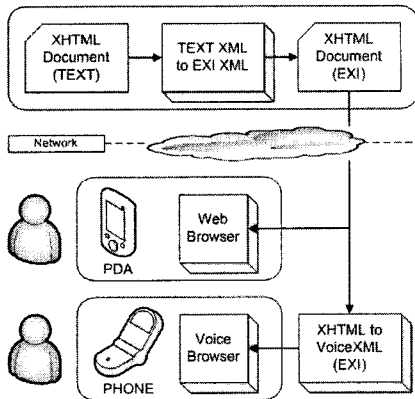 XHTML
Document
(TEXT)
TEXT XML
to EXI XML
XHTML
Document
(EXI)
Network
PDA
Web
Browser
PHONE
Voice
Browser
XHTML to
VoiceXML
(EXI)